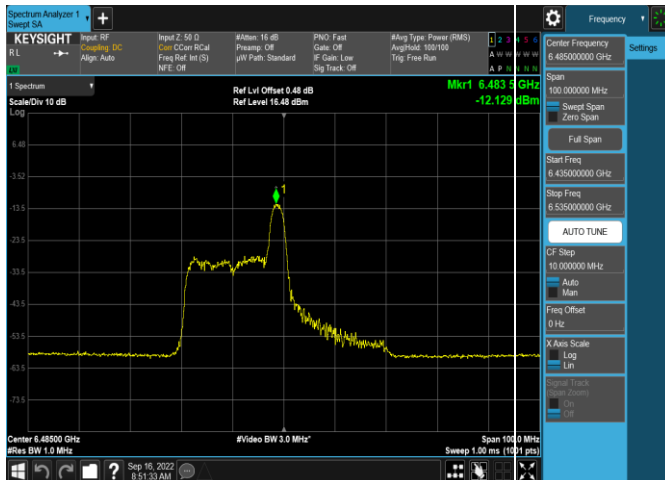 Spectrum Analyzer 1
Swept SA
+
Frequency
KEYSIGHT
RL
LXI
Input: RF
Coupling: DC
Align: Auto
Input Z: 50 Ω
Corr CCorr RCal
Freq Ref: Int (S)
NFE: Off
#Atten: 16 dB
Preamp: Off
µW Path: Standard
PNO: Fast
Gate: Off
IF Gain: Low
Sig Track: Off
#Avg Type: Power (RMS)
Avg|Hold: 100/100
Trig: Free Run
1 2 3 4 5 6
A W W W W W
A P N N N N
1 Spectrum
Scale/Div 10 dB
Log
Ref Lvl Offset 0.48 dB
Ref Level 16.48 dBm
Mkr1 6.483 5 GHz
-12.129 dBm
6.48
-3.52
-13.5
-23.5
-33.5
-43.5
-53.5
-63.5
-73.5
1
Center 6.48500 GHz
#Res BW 1.0 MHz
#Video BW 3.0 MHz*
Span 100.0 MHz
Sweep 1.00 ms (1001 pts)
Sep 16, 2022
8:51:33 AM
Center Frequency
6.485000000 GHz
Settings
Span
100.000000 MHz
Swept Span
Zero Span
Full Span
Start Freq
6.435000000 GHz
Stop Freq
6.535000000 GHz
AUTO TUNE
CF Step
10.000000 MHz
Auto
Man
Freq Offset
0 Hz
X Axis Scale
Log
Lin
Signal Track
(Span Zoom)
On
Off